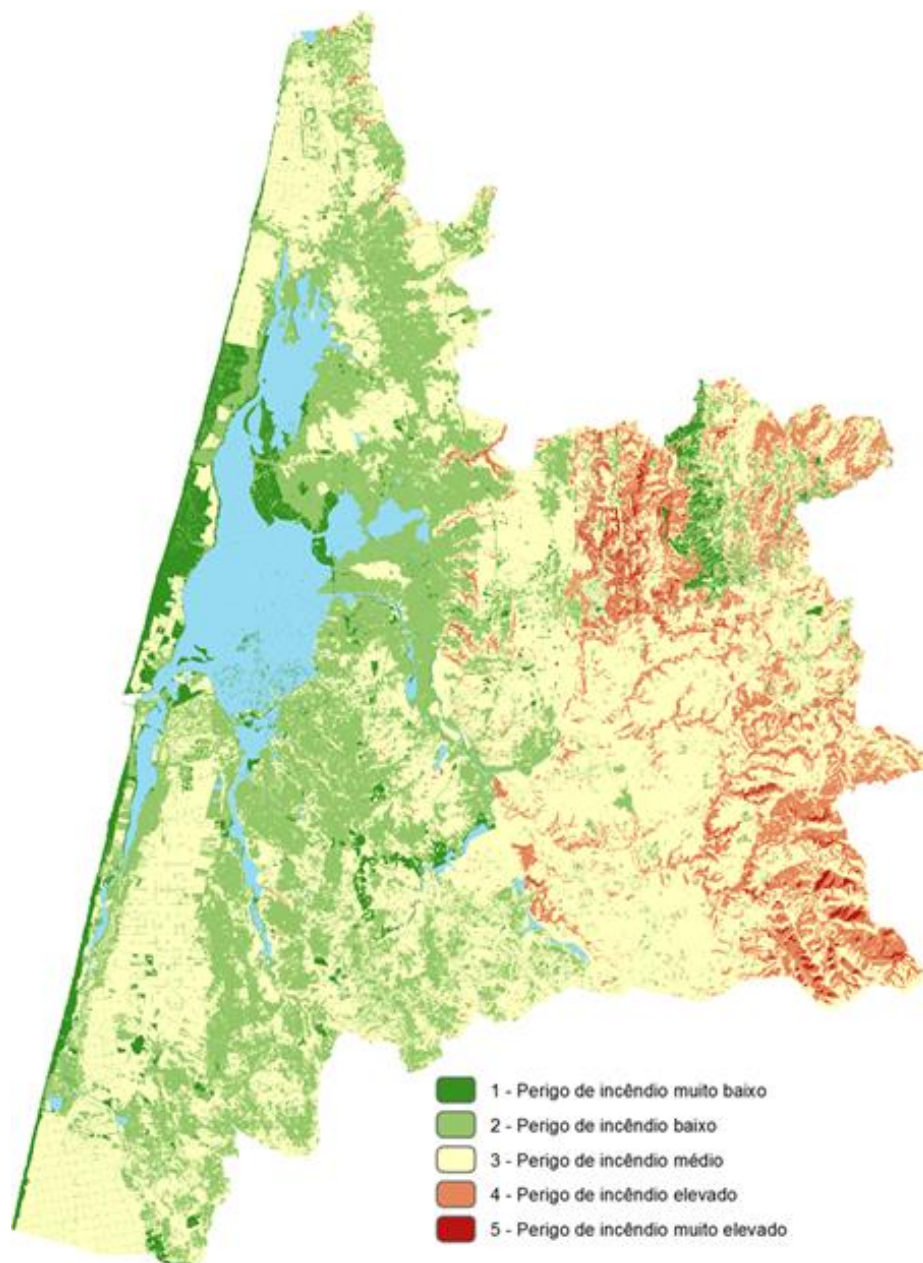 1 - Perigo de incêndio muito baixo
2 - Perigo de incêndio baixo
3 - Perigo de incêndio médio
4 - Perigo de incêndio elevado
5 - Perigo de incêndio muito elevado